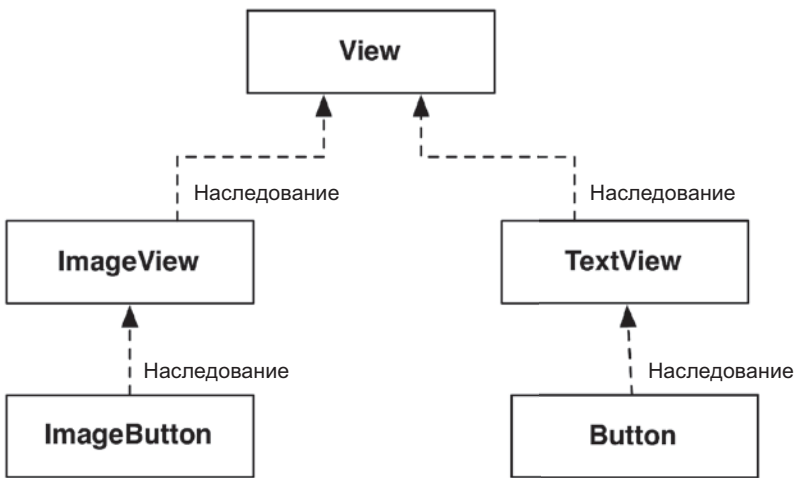 View
Наследование
Наследование
ImageView
TextView
Наследование
Наследование
ImageButton
Button